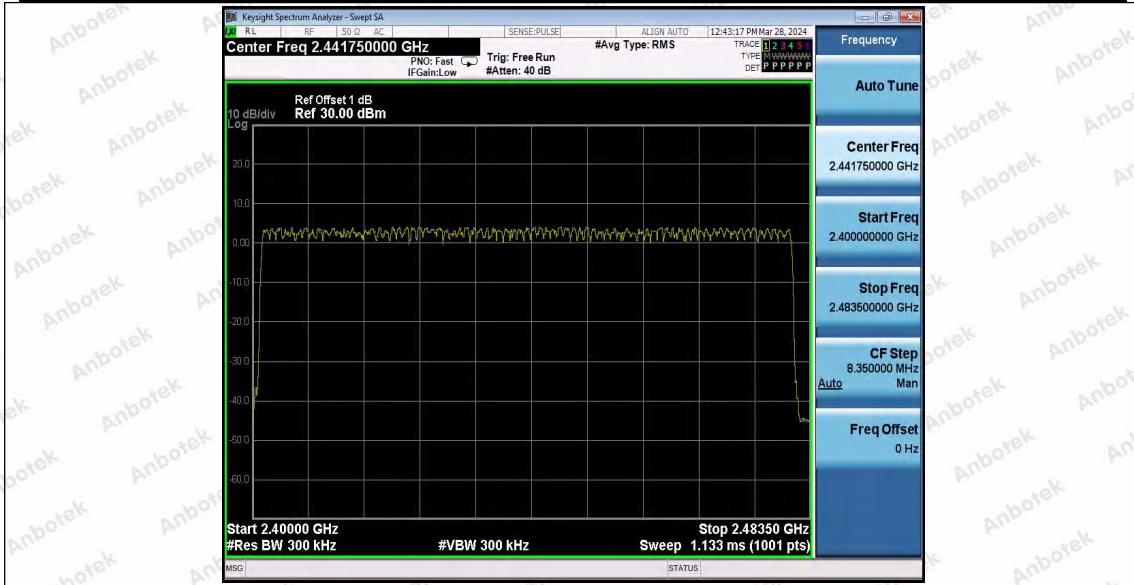 Keysight Spectrum Analyzer - Swept SA
RL RF 50 Ω AC SENSE:PULSE ALIGN AUTO 12:43:17 PM Mar 28, 2024
Center Freq 2.441750000 GHz #Avg Type: RMS TRACE 1 2 3 4 5 6
PNO: Fast Trig: Free Run TYPE M WWWWW
IFGain:Low #Atten: 40 dB DET P P P P P P
Ref Offset 1 dB
10 dB/div Ref 30.00 dBm
Log
20.0
10.0
0.00
-10.0
-20.0
-30.0
-40.0
-50.0
-60.0
Start 2.40000 GHz Stop 2.48350 GHz
#Res BW 300 kHz #VBW 300 kHz Sweep 1.133 ms (1001 pts)
MSG STATUS
Frequency
Auto Tune
Center Freq
2.441750000 GHz
Start Freq
2.400000000 GHz
Stop Freq
2.483500000 GHz
CF Step
8.350000 MHz
Auto Man
Freq Offset
0 Hz
Anbotek